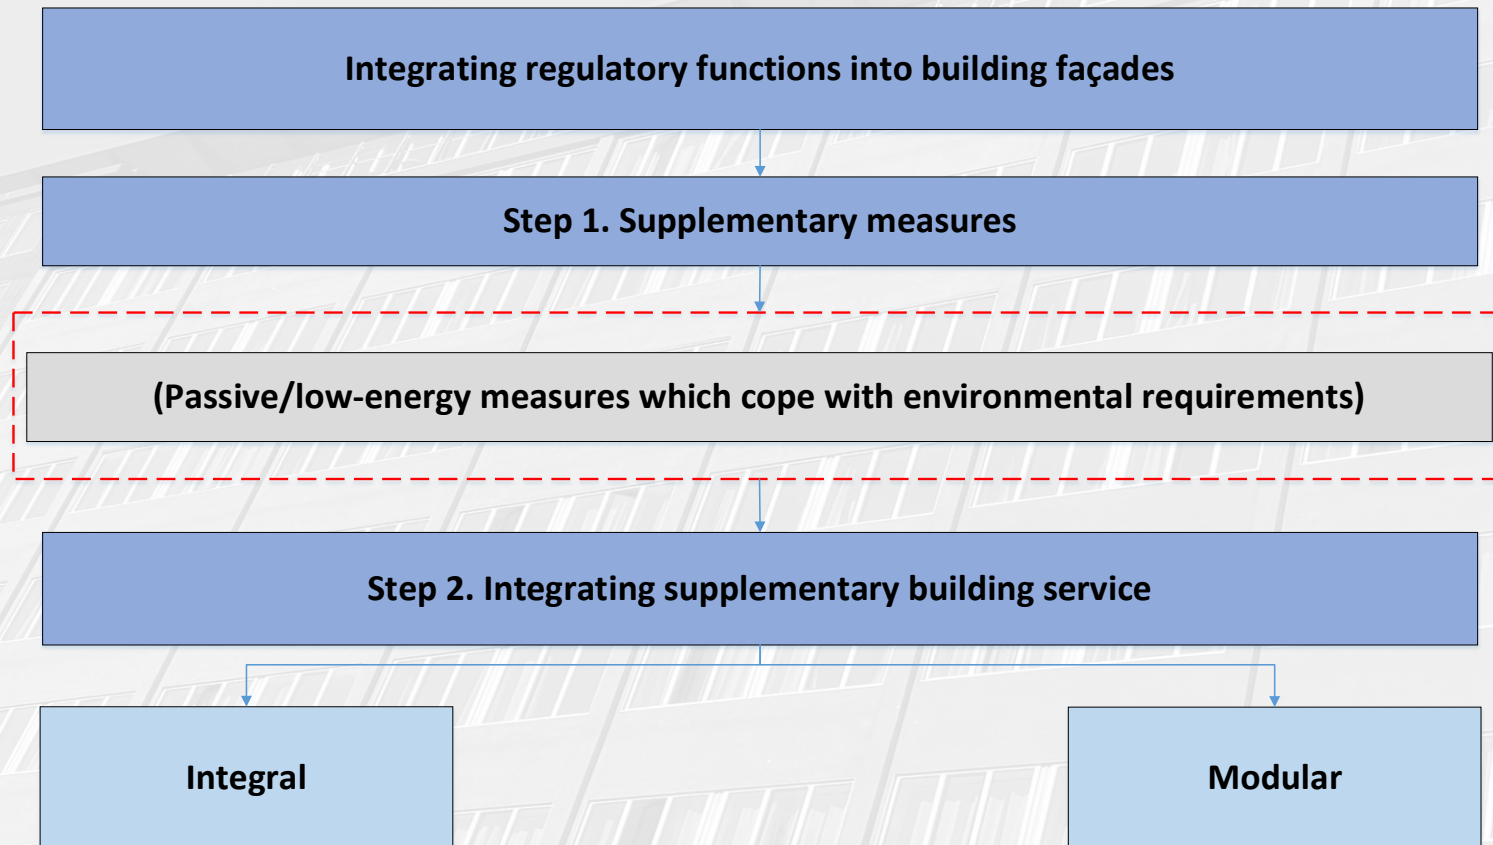 Integrating regulatory functions into building façades
Step 1. Supplementary measures
(Passive/low-energy measures which cope with environmental requirements)
Step 2. Integrating supplementary building service
Integral
Modular